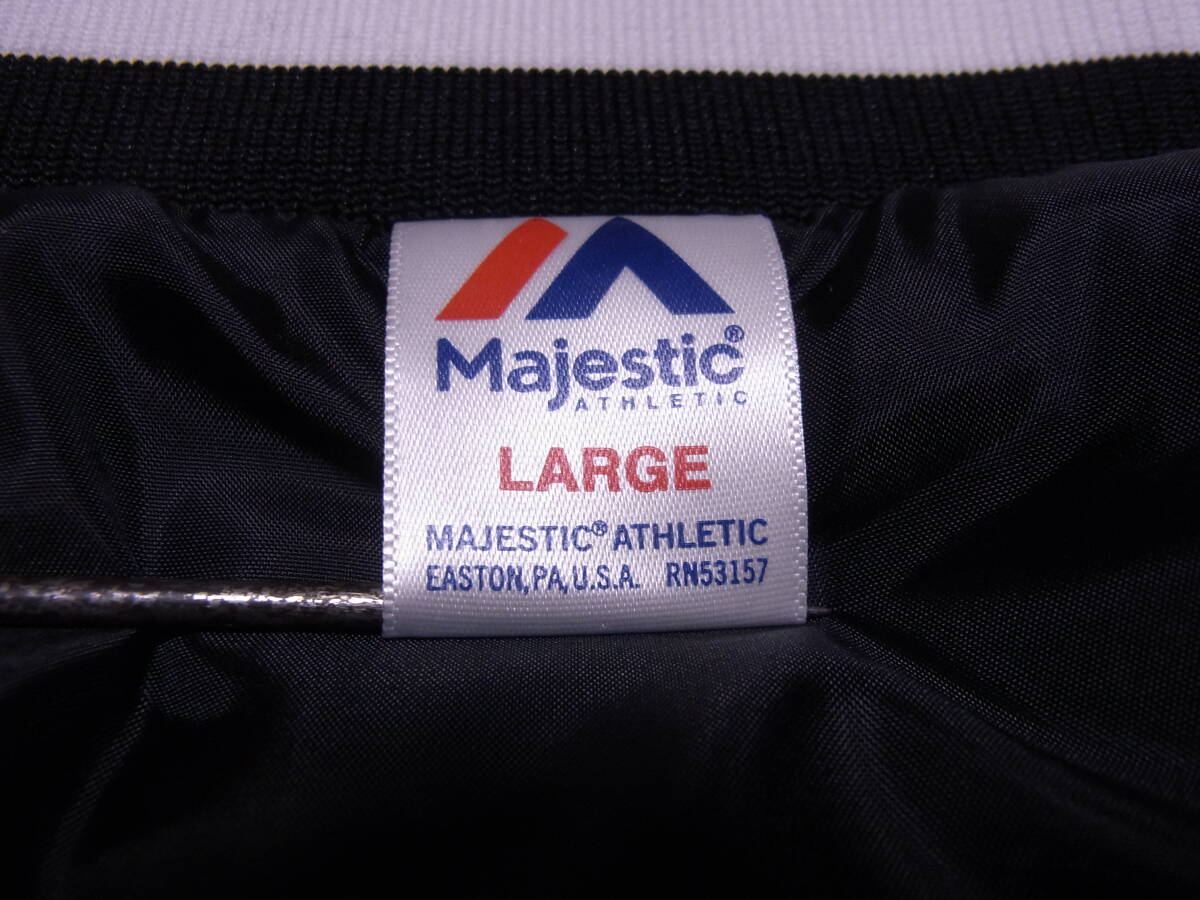 Majestic®
ATHLETIC
LARGE
MAJESTIC® ATHLETIC
EASTON, PA, U.S.A. RN53157